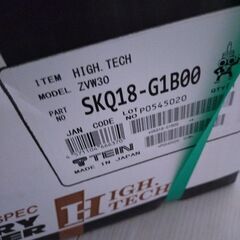 ITEM HIGH.TECH
MODEL ZVW30
PART NO SKQ18-G1B00
JAN CODE LOT P0545020
TEIN
MADE IN JAPAN
SPEC
HIGH
TECH